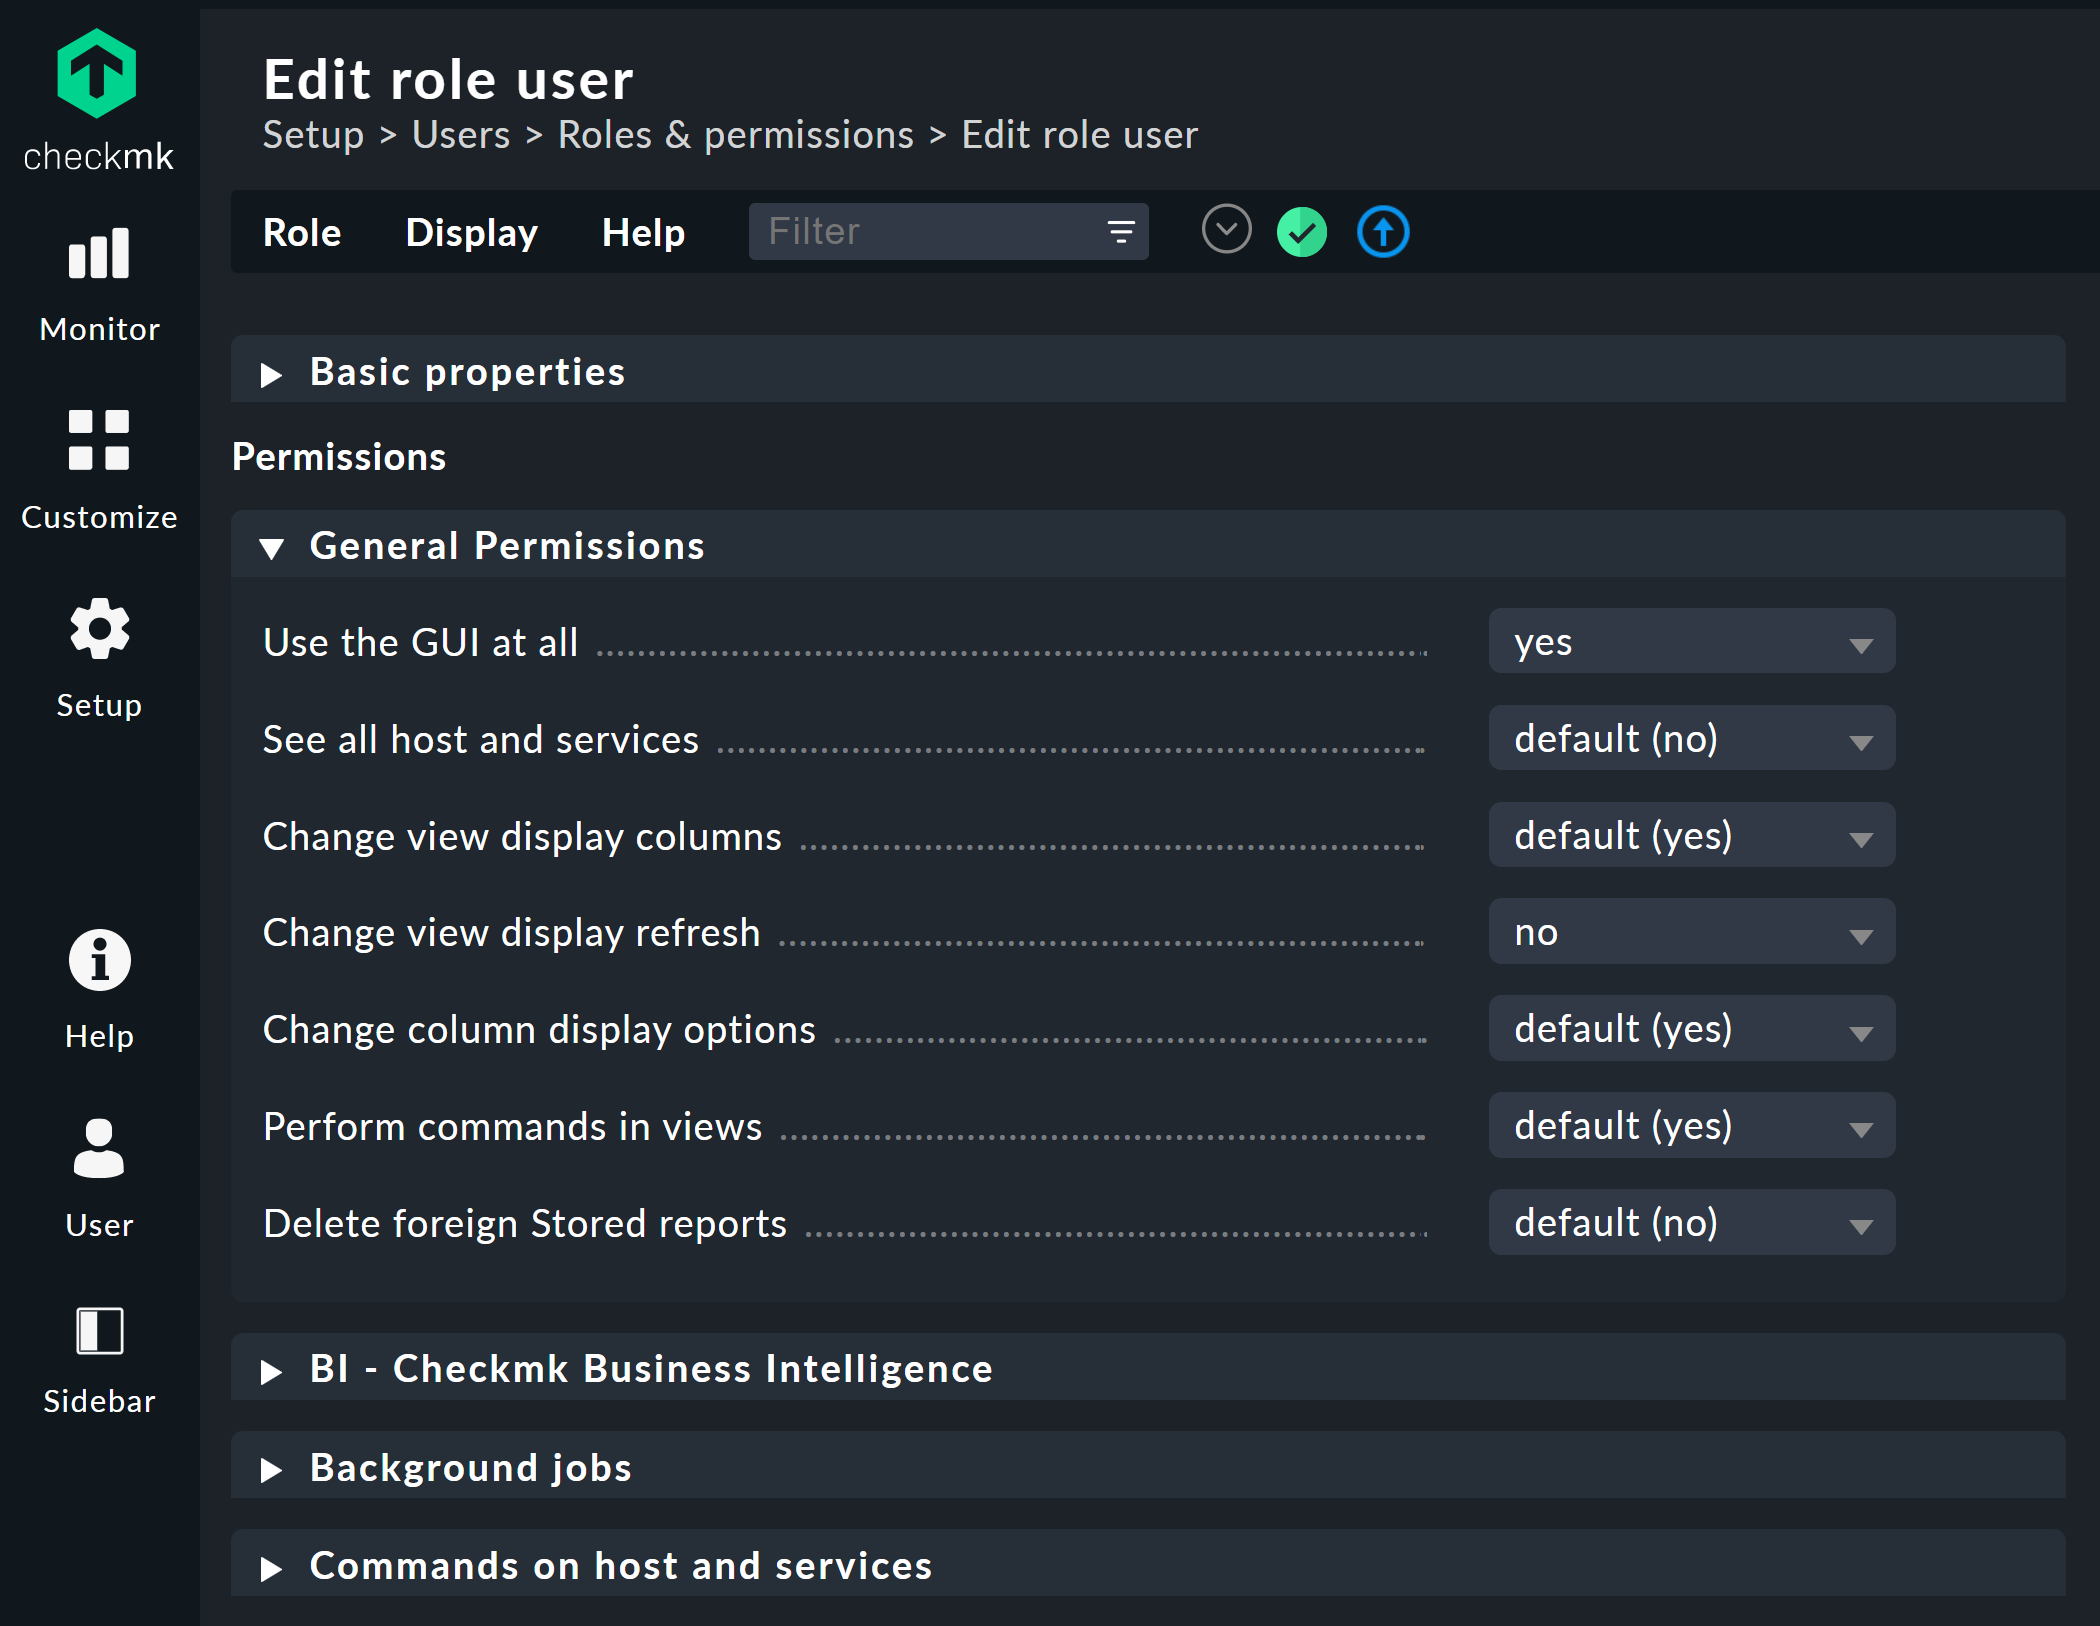 checkmk
Monitor
Customize
Setup
Help
User
Sidebar
Edit role user
Setup > Users > Roles & permissions > Edit role user
Role Display Help Filter
Basic properties
Permissions
General Permissions
Use the GUI at all yes
See all host and services default (no)
Change view display columns default (yes)
Change view display refresh no
Change column display options default (yes)
Perform commands in views default (yes)
Delete foreign Stored reports default (no)
BI - Checkmk Business Intelligence
Background jobs
Commands on host and services